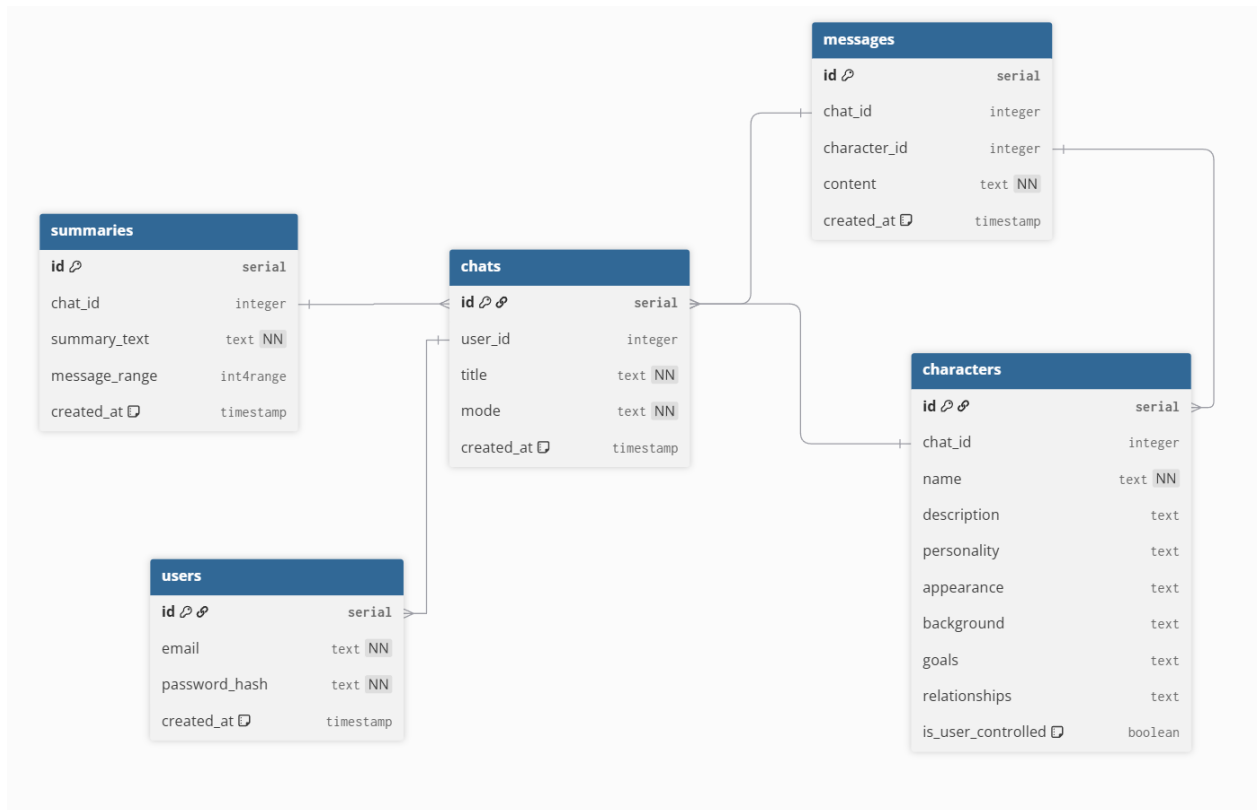 messages
id serial
chat_id integer
character_id integer
content text NN
created_at timestamp
summaries
id serial
chat_id integer
summary_text text NN
message_range int4range
created_at timestamp
chats
id serial
user_id integer
title text NN
mode text NN
created_at timestamp
characters
id serial
chat_id integer
name text NN
description text
personality text
appearance text
background text
goals text
relationships text
is_user_controlled boolean
users
id serial
email text NN
password_hash text NN
created_at timestamp